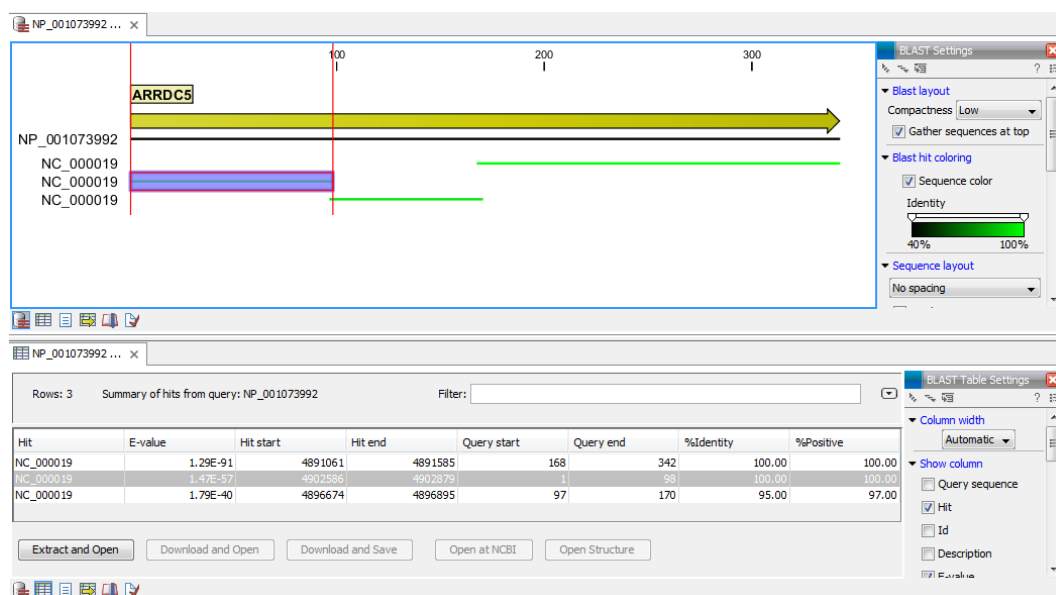 NP_001073992 ... ×
100 200 300
ARRDC5
NP_001073992
NC_000019
NC_000019
NC_000019
BLAST Settings
?
Blast layout
Compactness Low
Gather sequences at top
Blast hit coloring
Sequence color
Identity
40% 100%
Sequence layout
No spacing
NP_001073992 ... ×
Rows: 3 Summary of hits from query: NP_001073992 Filter:
Hit E-value Hit start Hit end Query start Query end %Identity %Positive
NC_000019 1.29E-91 4891061 4891585 168 342 100.00 100.00
NC_000019 1.47E-57 4902586 4902879 1 98 100.00 100.00
NC_000019 1.79E-40 4896674 4896895 97 170 95.00 97.00
Extract and Open Download and Open Download and Save Open at NCBI Open Structure
BLAST Table Settings
?
Column width
Automatic
Show column
Query sequence
Hit
Id
Description
E-value